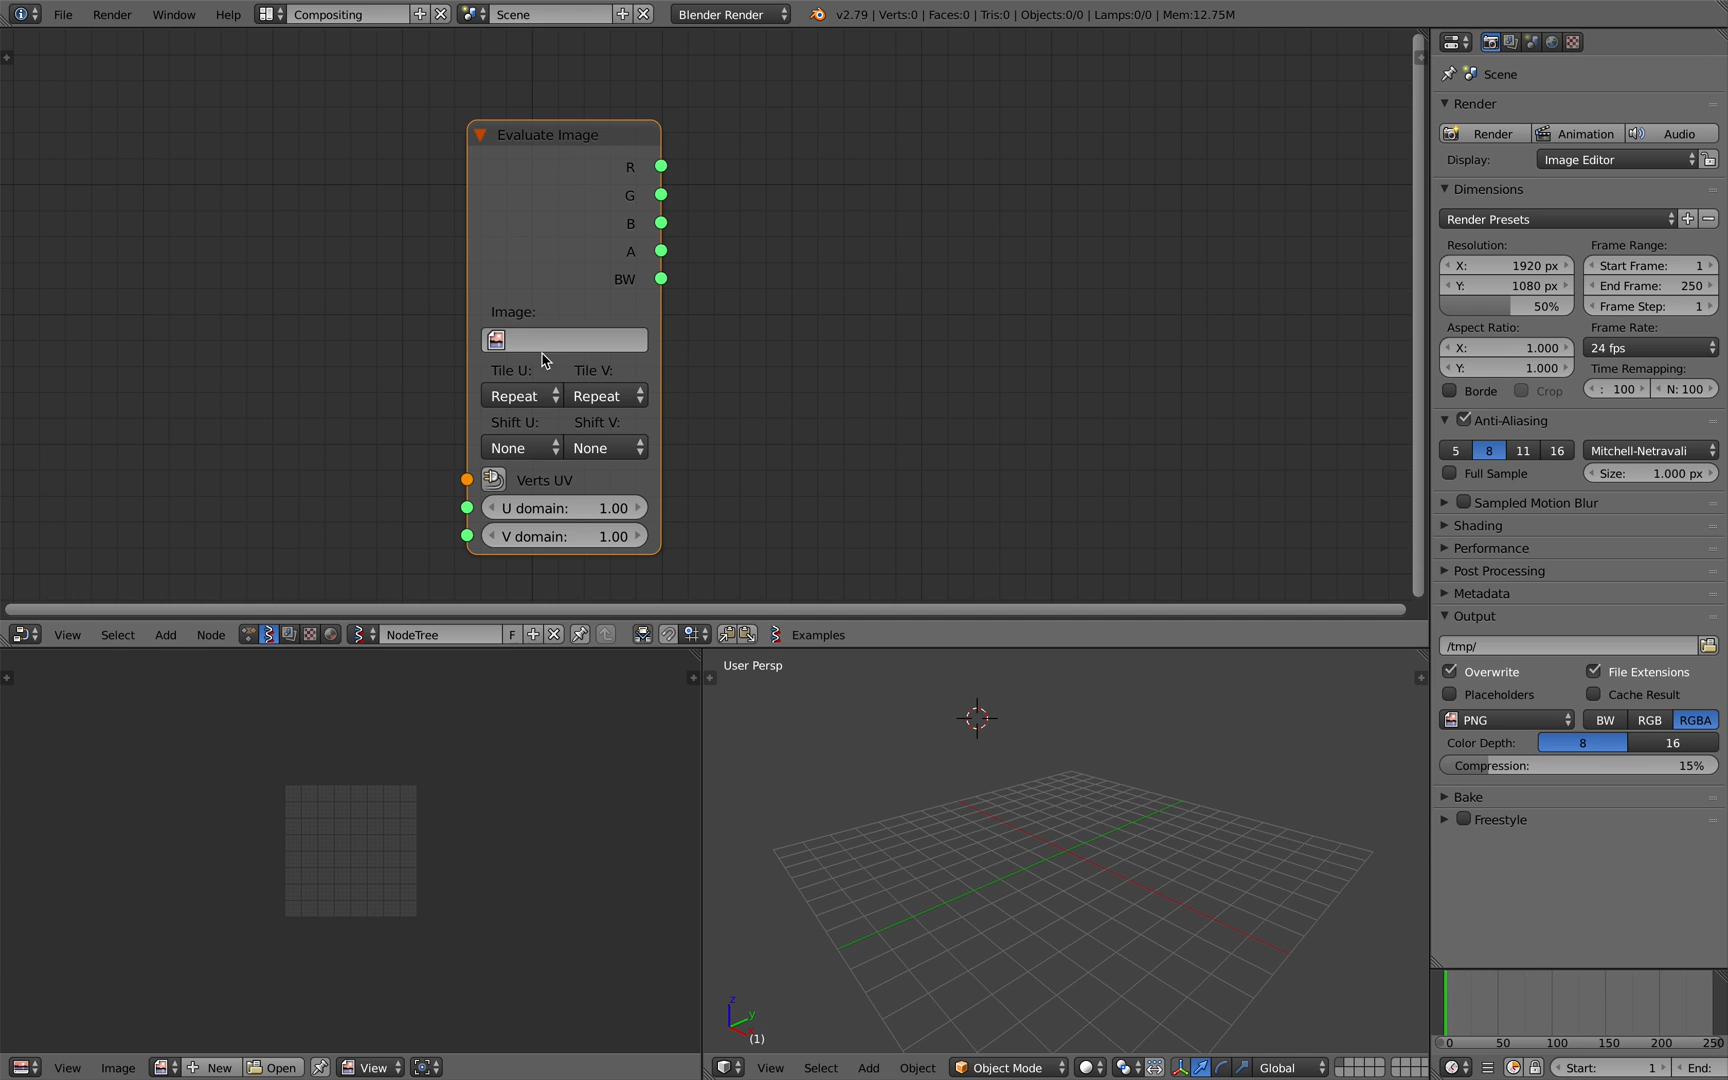 File Render Window Help Compositing Scene Blender Render v2.79 | Verts:0 | Faces:0 | Tris:0 | Objects:0/0 | Lamps:0/0 | Mem:12.75M
Evaluate Image
R
G
B
A
BW
Image:
Tile U: Tile V:
Repeat Repeat
Shift U: Shift V:
None None
Verts UV
U domain: 1.00
V domain: 1.00
View Select Add Node NodeTree F Examples
User Persp
z
y
(1)
View Image New Open View
View Select Add Object Object Mode Global
Scene
Render
Render Animation Audio
Display: Image Editor
Dimensions
Render Presets
Resolution: Frame Range:
X: 1920 px Start Frame: 1
Y: 1080 px End Frame: 250
50% Frame Step: 1
Aspect Ratio: Frame Rate:
X: 1.000 24 fps
Y: 1.000 Time Remapping:
Borde Crop : 100 N: 100
Anti-Aliasing
5 8 11 16 Mitchell-Netravali
Full Sample Size: 1.000 px
Sampled Motion Blur
Shading
Performance
Post Processing
Metadata
Output
/tmp/
Overwrite File Extensions
Placeholders Cache Result
PNG BW RGB RGBA
Color Depth: 8 16
Compression: 15%
Bake
Freestyle
0 50 100 150 200 250
Start: 1 End: